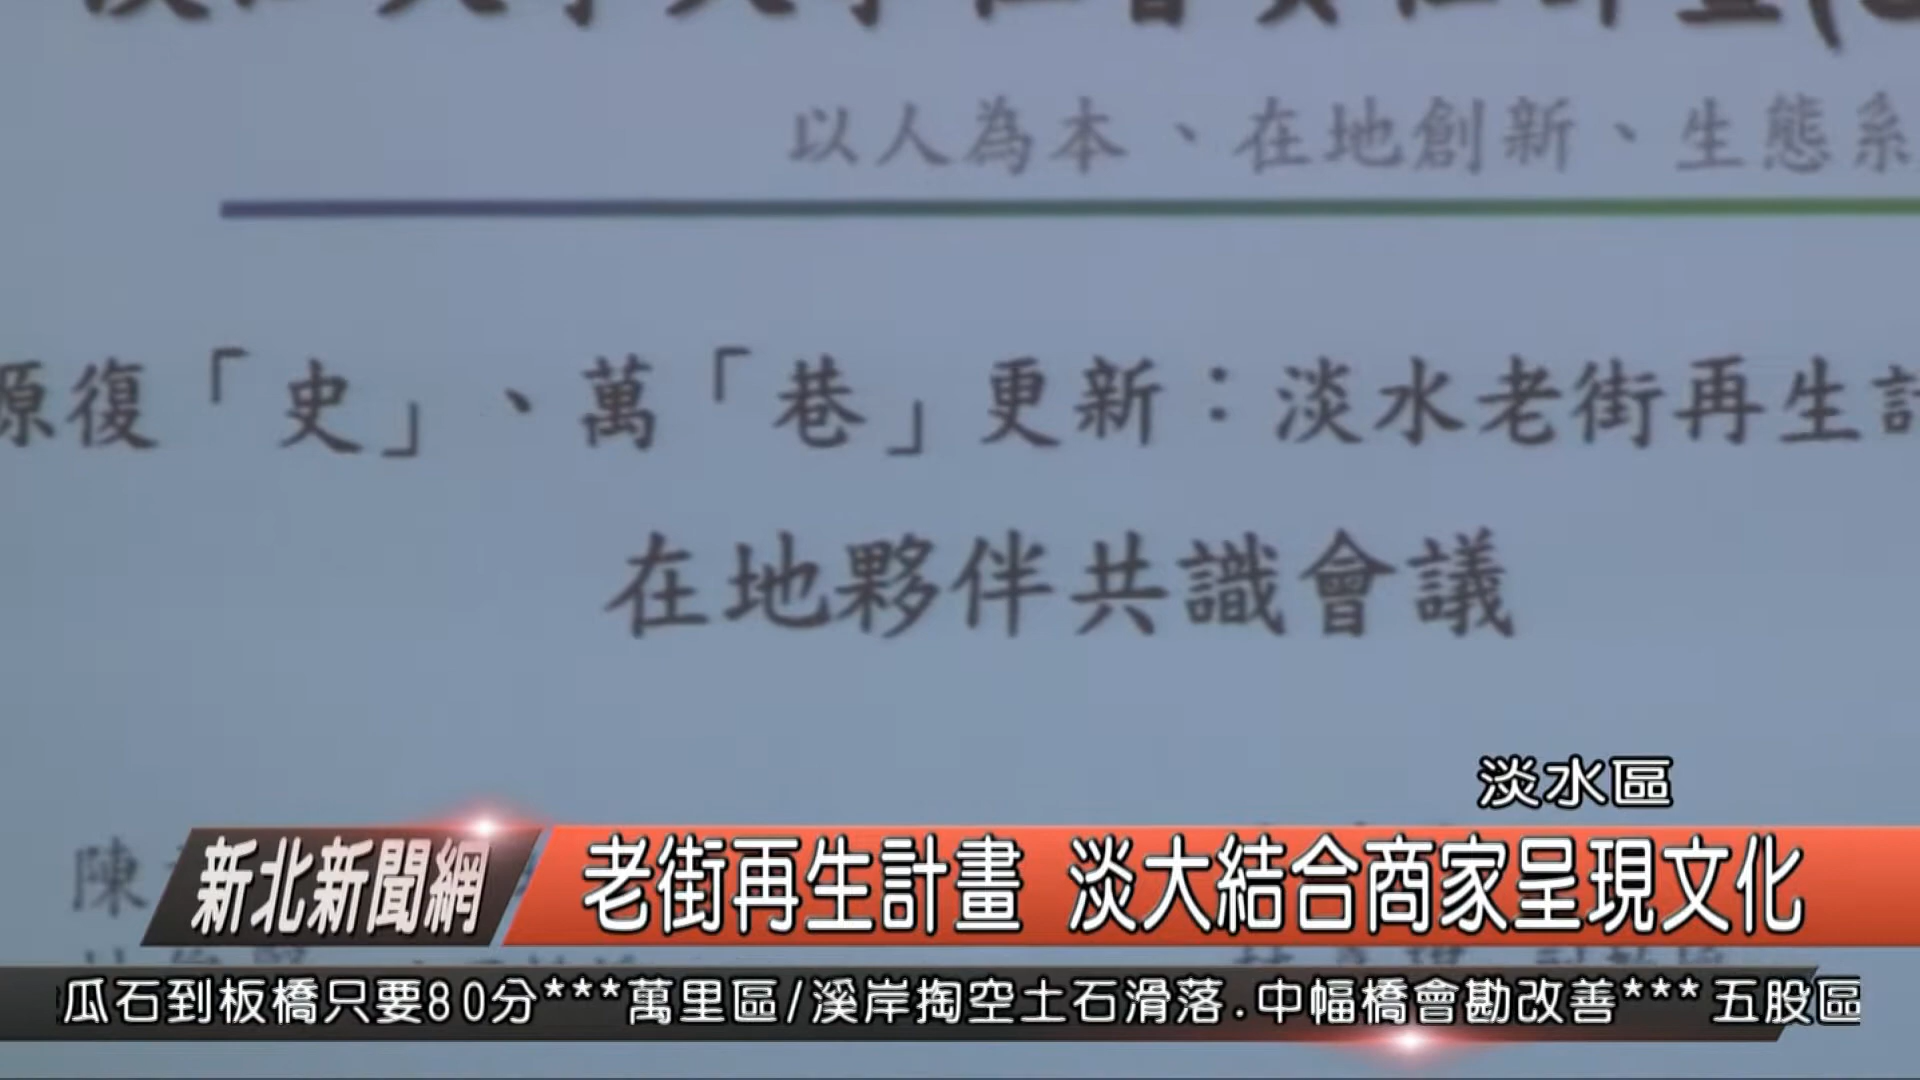 以人為本、在地創新、生態系
源復「史」、萬「巷」更新：淡水老街再生計
在地夥伴共識會議
淡水區
陳
新北新聞網
老街再生計畫 淡大結合商家呈現文化
瓜石到板橋只要80分***萬里區/溪岸掏空土石滑落.中幅橋會勘改善***五股區